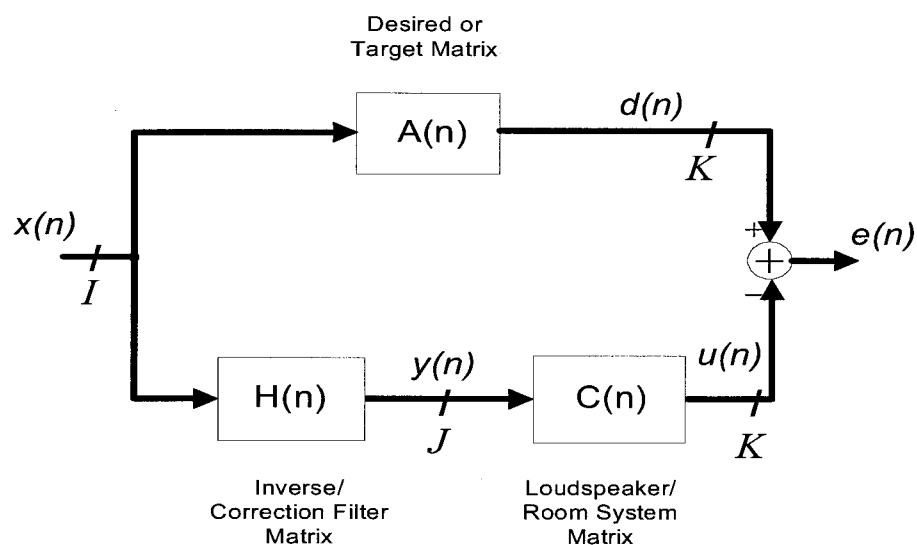 Desired or
Target Matrix
A(n)
d(n)
K
x(n)
I
+
+
−
e(n)
H(n)
y(n)
J
C(n)
u(n)
K
Inverse/
Correction Filter
Matrix
Loudspeaker/
Room System
Matrix